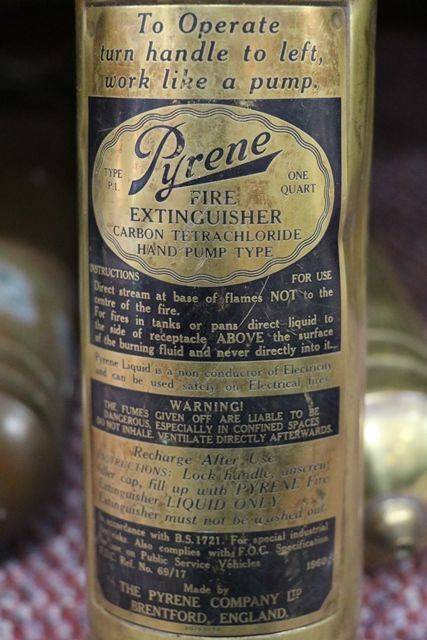 To Operate
turn handle to left,
work like a pump.
Pyrene
TYPE
P.1.
ONE
QUART
FIRE
EXTINGUISHER
CARBON TETRACHLORIDE
HAND PUMP TYPE
INSTRUCTIONS FOR USE
Direct stream at base of flames NOT to the
centre of the fire.
For fires in tanks or pans direct liquid to
the side of receptacle ABOVE the surface
of the burning fluid and never directly into it
Pyrene Liquid is a non conductor of Electricity
and can be used safely on Electrical fires
WARNING!
THE FUMES GIVEN OFF ARE LIABLE TO BE
DANGEROUS, ESPECIALLY IN CONFINED SPACES
DO NOT INHALE. VENTILATE DIRECTLY AFTERWARDS.
Recharge After Use
INSTRUCTIONS: Lock handle, unscrew
filler cap, fill up with PYRENE Fire
Extinguisher LIQUID ONLY
Extinguisher must not be washed out.
In accordance with B.S. 1721. For special industrial
risks. Also complies with F.O.C. Specification
use on Public Service Vehicles
Ref. No. 69/17 1960
Made by
THE PYRENE COMPANY LTD
BRENTFORD, ENGLAND.